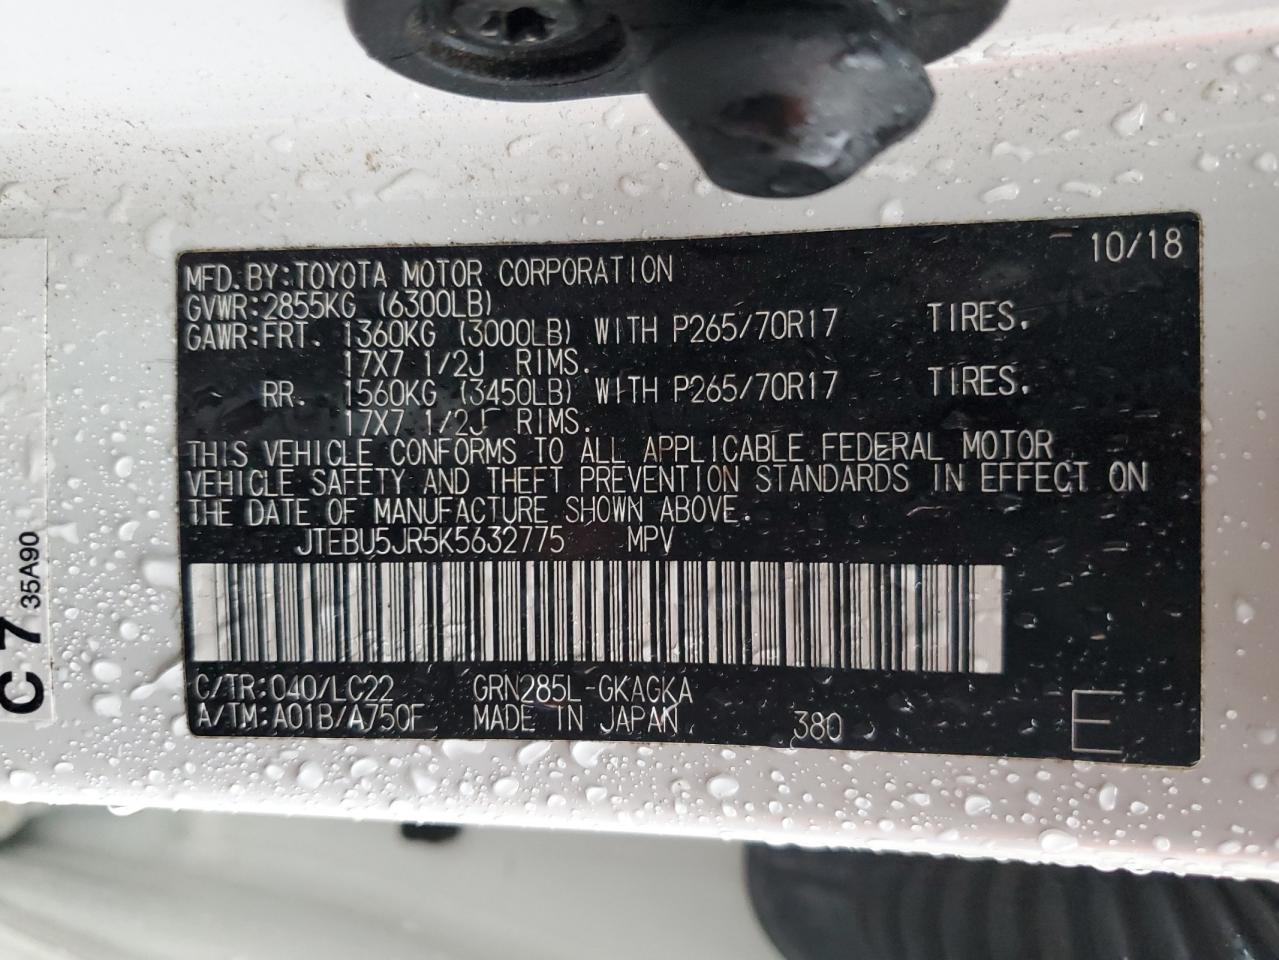 10/18
MFD.BY:TOYOTA MOTOR CORPORATION
GVWR:2855KG (6300LB)
GAWR:FRT. 1360KG (3000LB) WITH P265/70R17 TIRES.
17X7 1/2J RIMS.
RR. 1560KG (3450LB) WITH P265/70R17 TIRES.
17X7 1/2J RIMS.
THIS VEHICLE CONFORMS TO ALL APPLICABLE FEDERAL MOTOR
VEHICLE SAFETY AND THEFT PREVENTION STANDARDS IN EFFECT ON
THE DATE OF MANUFACTURE SHOWN ABOVE.
JTEBU5JR5K5632775 MPV
C/TR:040/LC22 GRN285L-GKAGKA
A/TM:A01B/A750F MADE IN JAPAN. 380 E
C 7 35A90